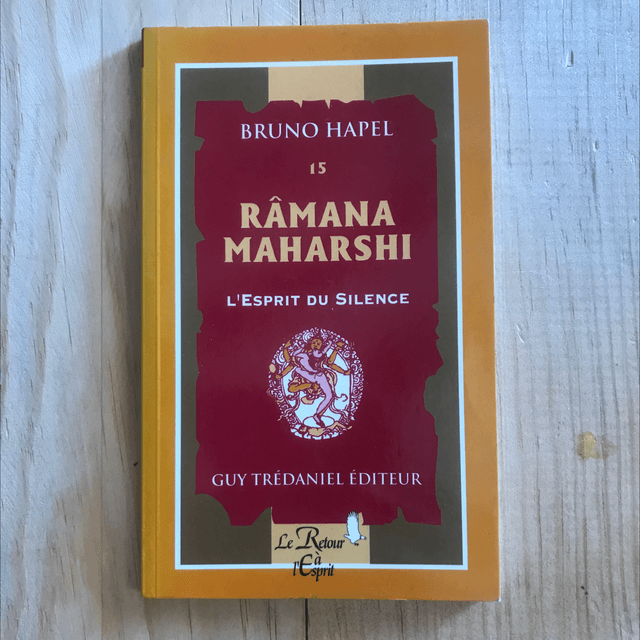 BRUNO HAPEL
15
RÂMANA
MAHARSHI
L'ESPRIT DU SILENCE
GUY TRÉDANIEL ÉDITEUR
Le Retour
à
l'Esprit